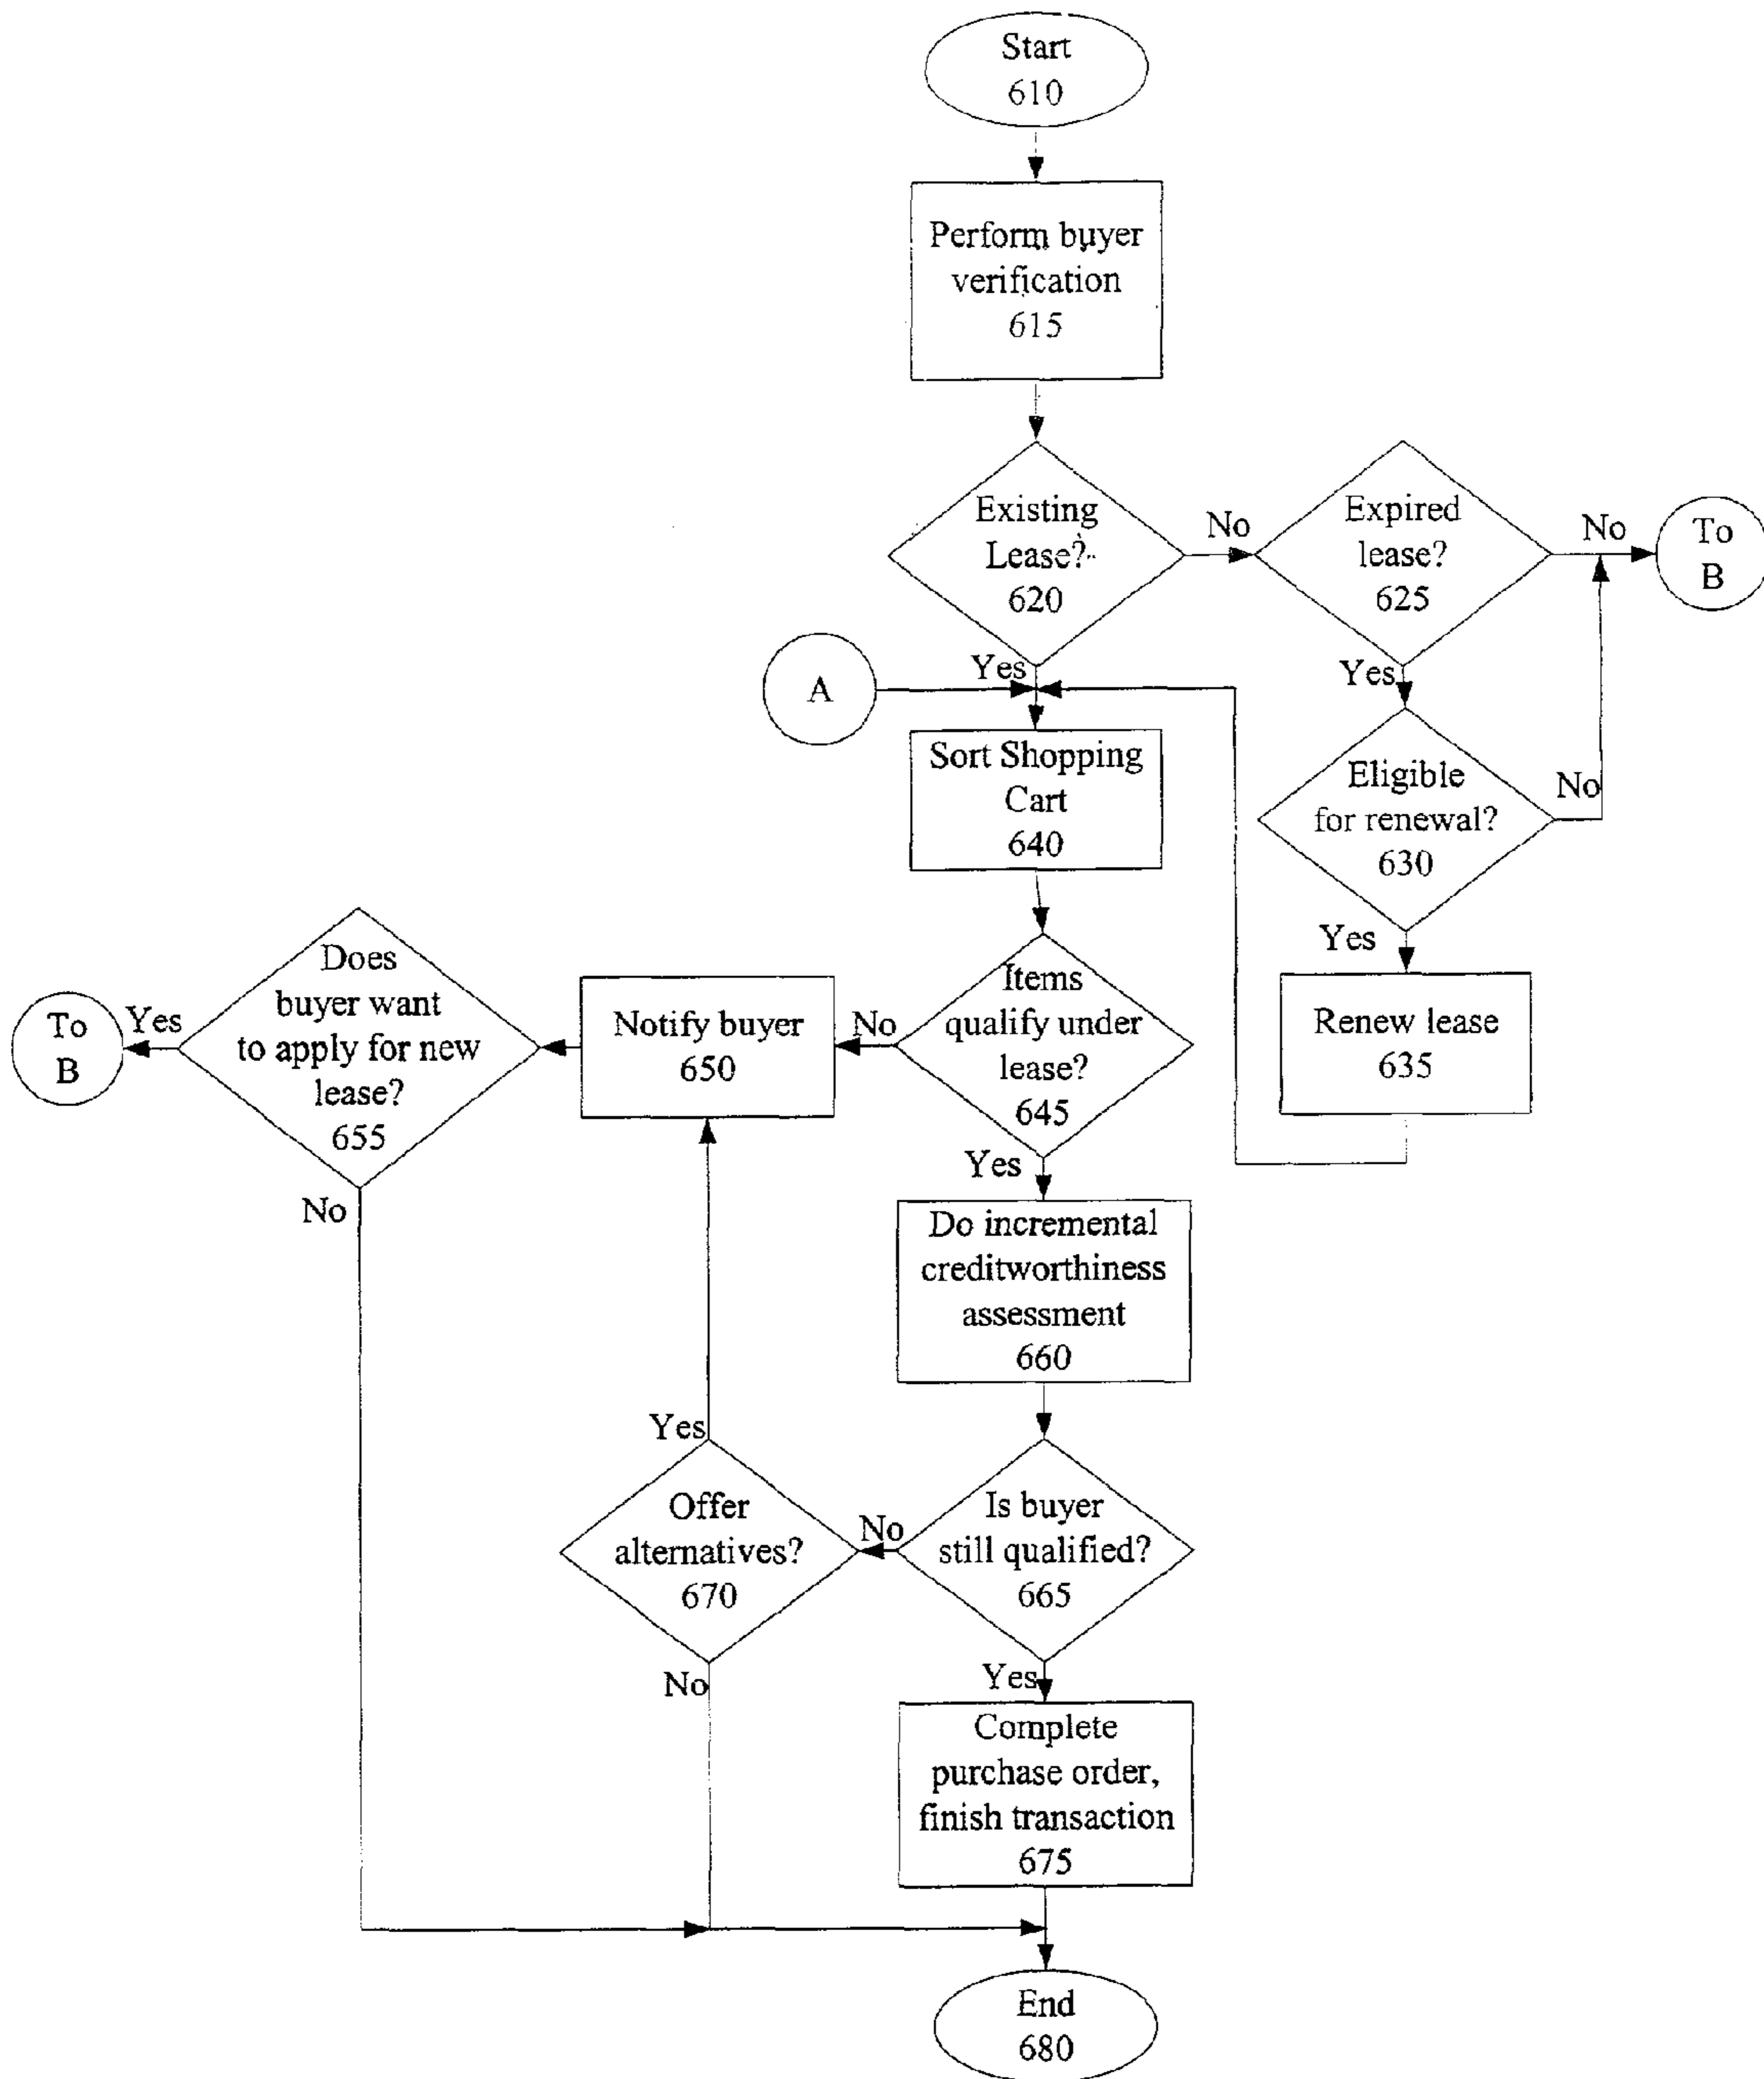 Start
610
Perform buyer
verification
615
Existing
Lease?
620
No
Expired
lease?
625
No
To
B
Yes
A
Yes
Sort Shopping
Cart
640
Eligible
for renewal?
630
No
Yes
Renew lease
635
Items
qualify under
lease?
645
No
Notify buyer
650
Does
buyer want
to apply for new
lease?
655
Yes
To
B
No
Yes
Do incremental
creditworthiness
assessment
660
Is buyer
still qualified?
665
No
Offer
alternatives?
670
Yes
No
Yes
Complete
purchase order,
finish transaction
675
End
680